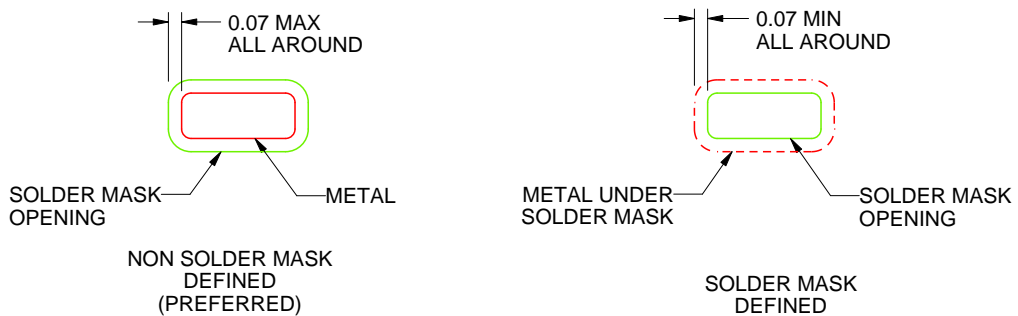 0.07 MAX
ALL AROUND
SOLDER MASK
OPENING
METAL
NON SOLDER MASK
DEFINED
(PREFERRED)
0.07 MIN
ALL AROUND
METAL UNDER
SOLDER MASK
SOLDER MASK
OPENING
SOLDER MASK
DEFINED